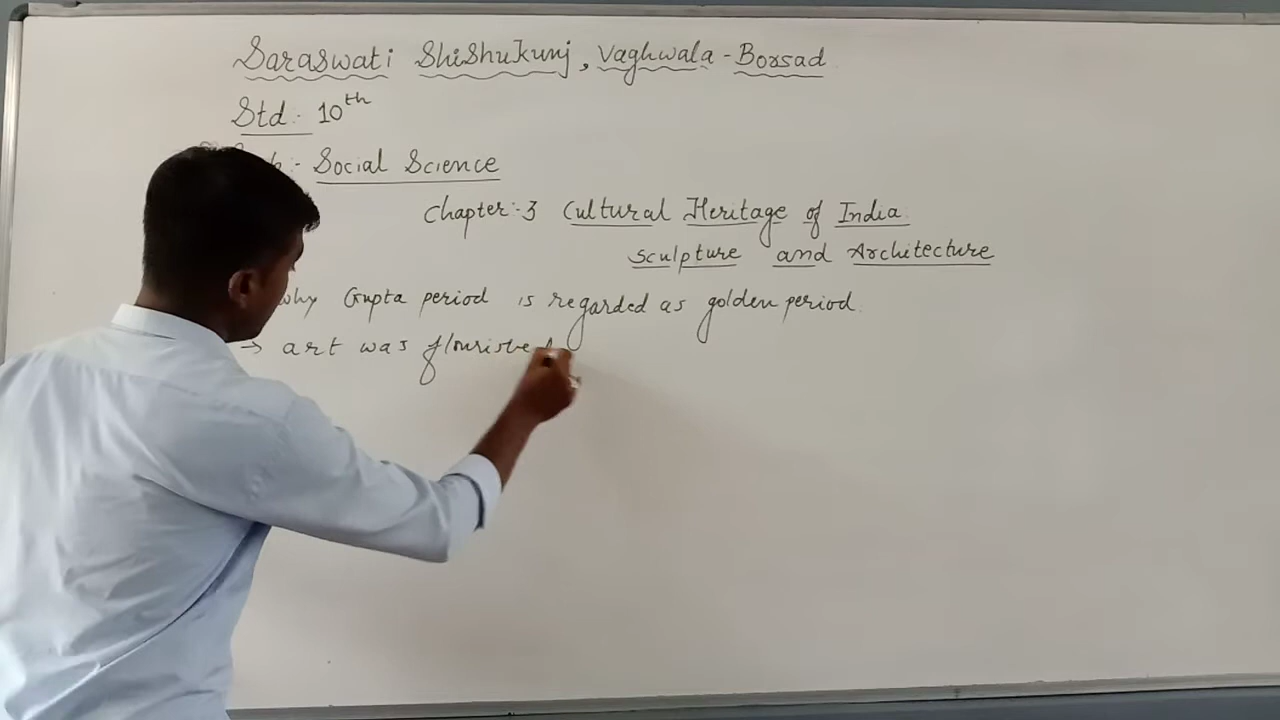 Saraswati Shishukunj, Vaghwala - Borsad
Std:- 10th
:- Social Science
Chapter:-3 Cultural Heritage of India
Sculpture and Architecture
why Gupta period is regarded as golden period.
→ art was flourished